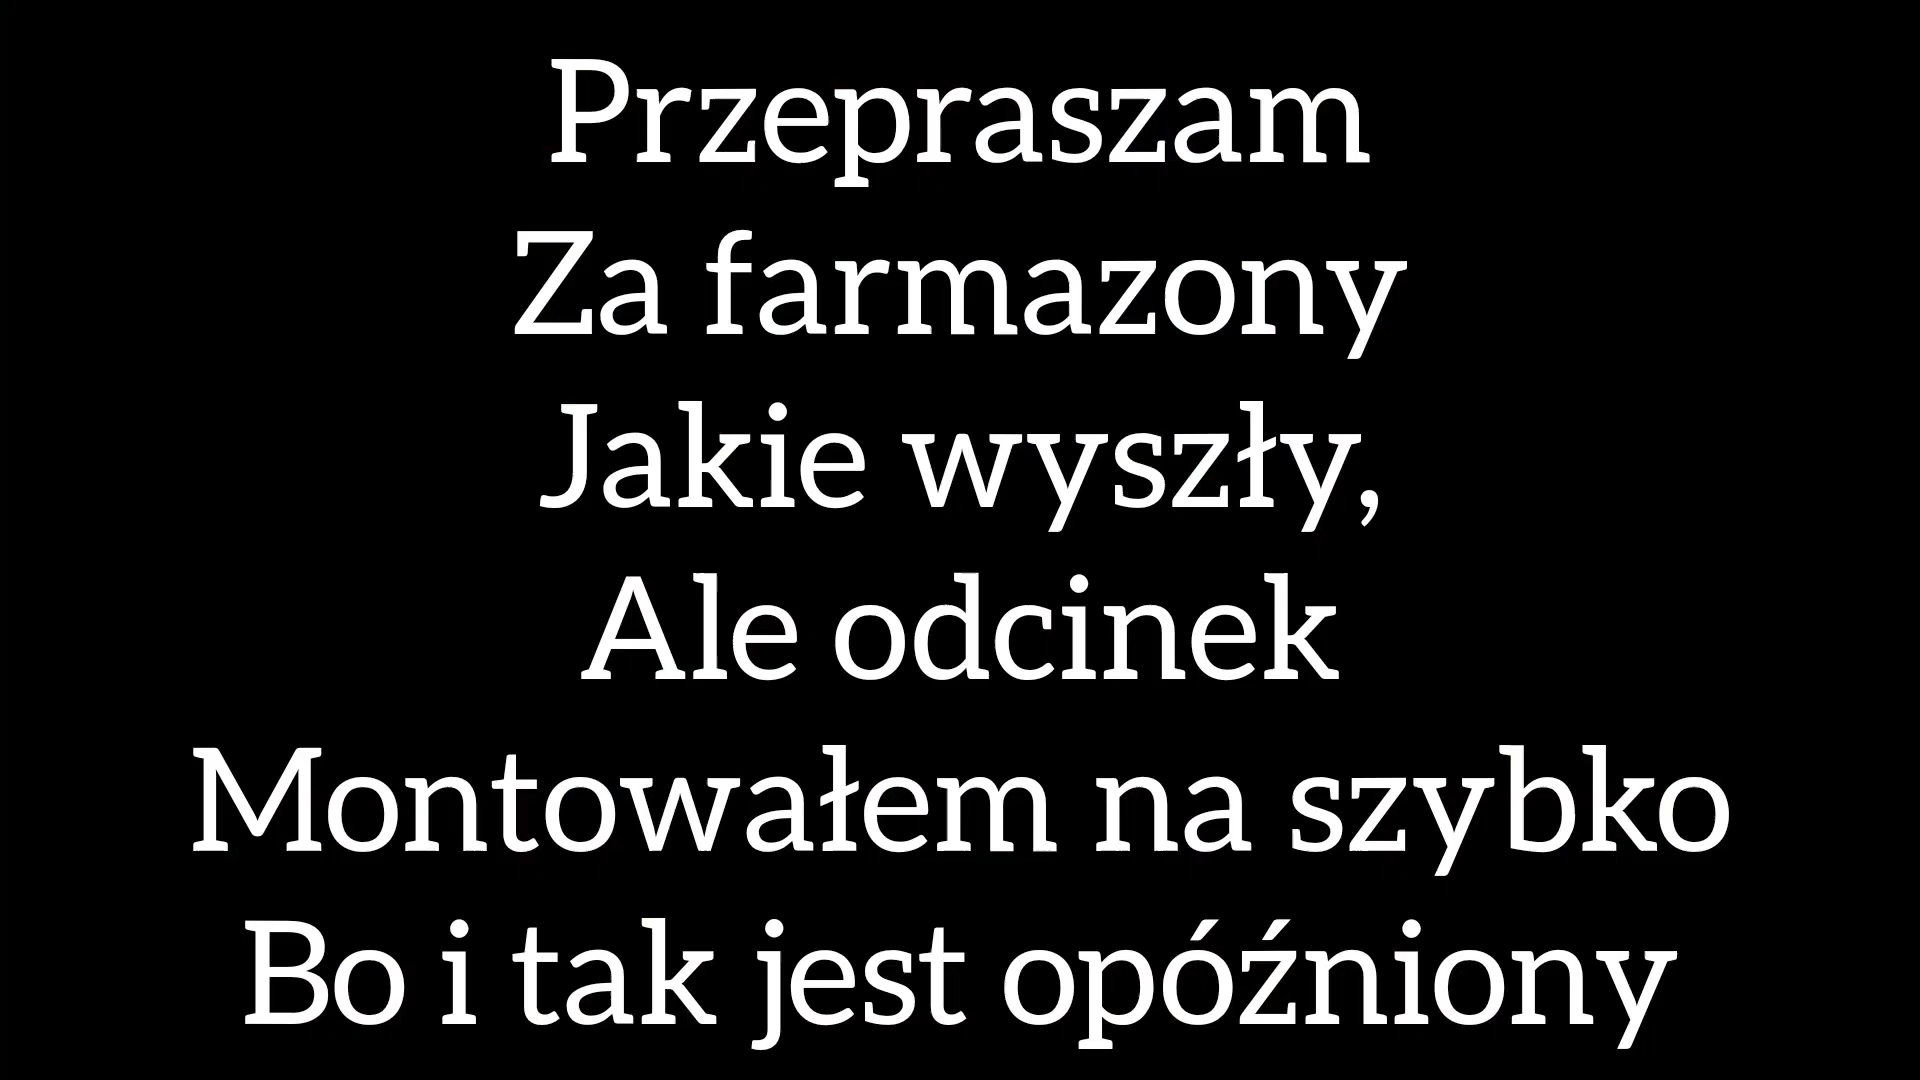 Przepraszam
Za farmazony
Jakie wyszły,
Ale odcinek
Montowałem na szybko
Bo i tak jest opóźniony